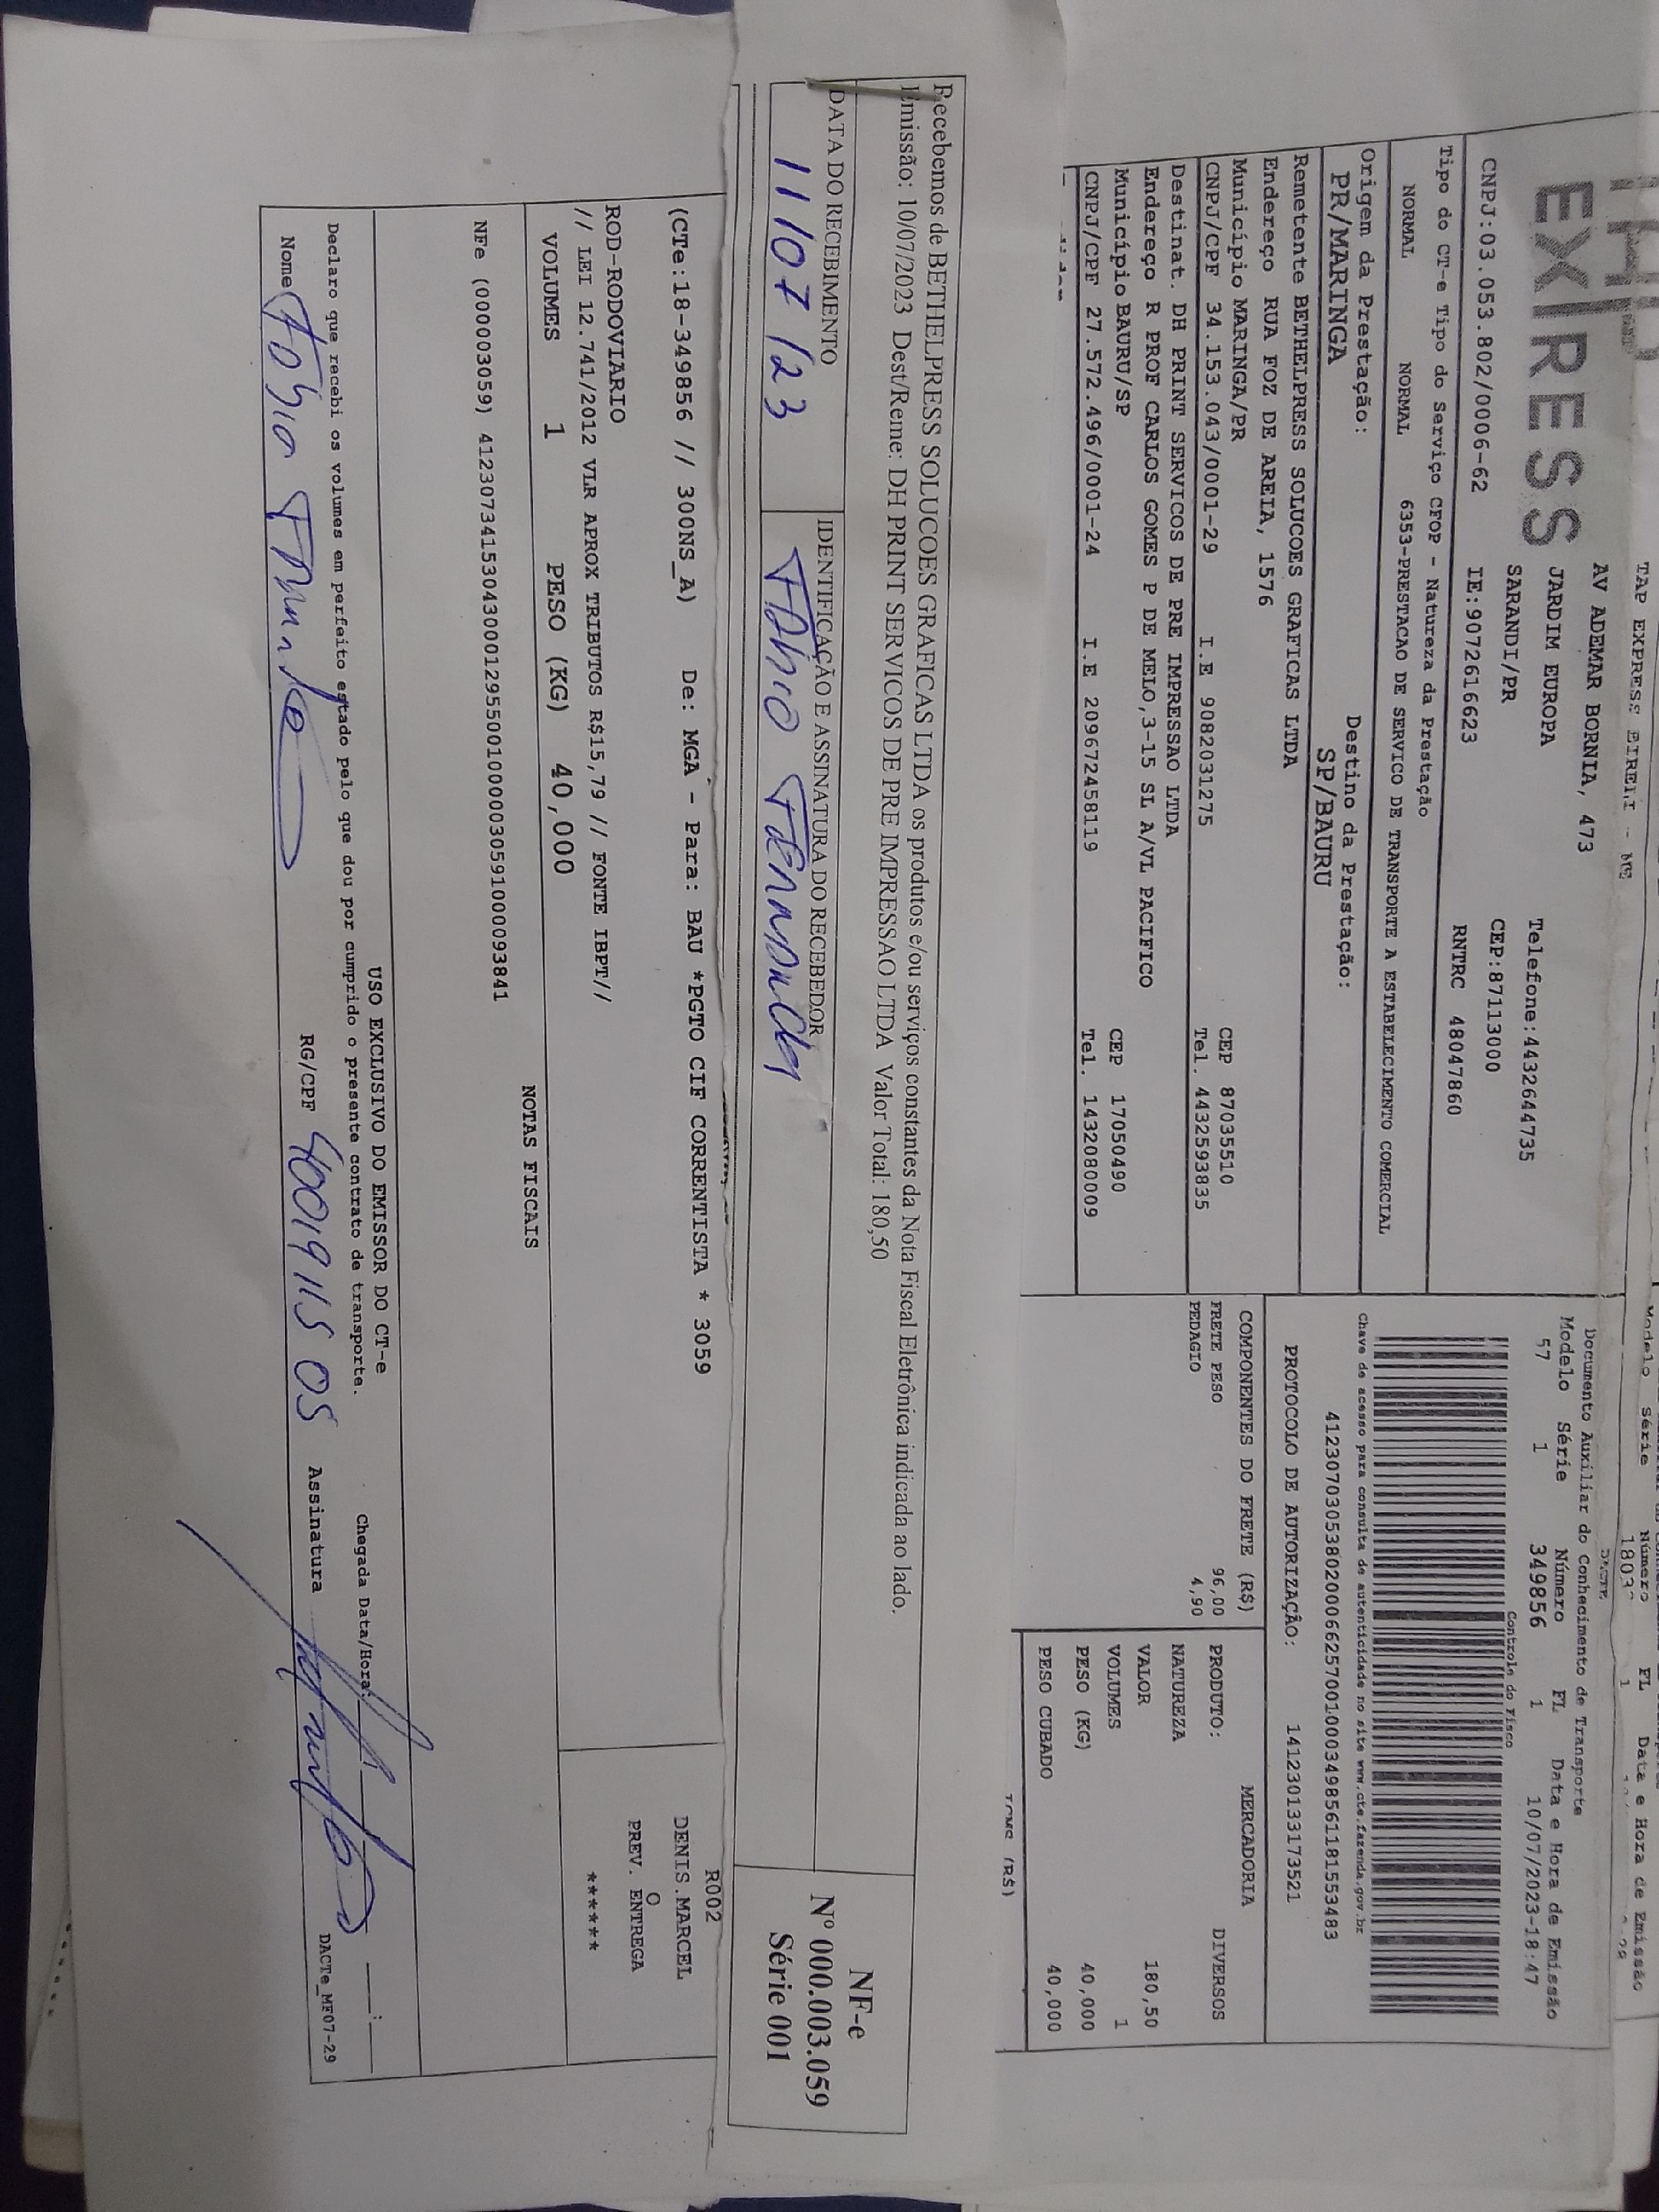 TAP EXPRESS EIRELI - ME
EXPRESS
AV ADEMAR BORNIA, 473
JARDIM EUROPA
Telefone:4432644735
SARANDI/PR
CEP:87113000
CNPJ:03.053.802/0006-62 IE:9072616623
RNTRC 48047860
Tipo do CT-e Tipo do Serviço CFOP - Natureza da Prestação
NORMAL NORMAL 6353-PRESTACAO DE SERVICO DE TRANSPORTE A ESTABELECIMENTO COMERCIAL
Origem da Prestação: Destino da Prestação:
PR/MARINGA SP/BAURU
Remetente BETHELPRESS SOLUCOES GRAFICAS LTDA
Endereço RUA FOZ DE AREIA, 1576
Município MARINGA/PR CEP 87035510
CNPJ/CPF 34.153.043/0001-29 I.E 9082031275 Tel. 4432593835
Destinat. DH PRINT SERVICOS DE PRE IMPRESSAO LTDA
Endereço R PROF CARLOS GOMES P DE MELO,3-15 SL A/VL PACIFICO
Município BAURU/SP CEP 17050490
CNPJ/CPF 27.572.496/0001-24 I.E 209672458119 Tel. 1432080009
Modelo Série Número FL Data e Hora de Emissão
DACTE
Documento Auxiliar do Conhecimento de Transporte
Modelo Série Número FL Data e Hora de Emissão
57 1 349856 1 10/07/2023-18:47
Controle do Fisco
Chave de acesso para consulta de autenticidade no site www.cte.fazenda.gov.br
41230703053802000662570010003498561181553483
PROTOCOLO DE AUTORIZAÇÃO: 141230133173521
COMPONENTES DO FRETE (R$)
FRETE PESO 96,00
PEDAGIO 4,90
MERCADORIA
PRODUTO: DIVERSOS
NATUREZA
VALOR 180,50
VOLUMES 1
PESO (KG) 40,000
PESO CUBADO 40,000
Recebemos de BETHELPRESS SOLUCOES GRAFICAS LTDA os produtos e/ou serviços constantes da Nota Fiscal Eletrônica indicada ao lado.
Emissão: 10/07/2023 Dest/Reme: DH PRINT SERVICOS DE PRE IMPRESSAO LTDA Valor Total: 180,50
DATA DO RECEBIMENTO IDENTIFICAÇÃO E ASSINATURA DO RECEBEDOR
11/07/23 Fábio
NF-e
Nº 000.003.059
Série 001
(CTe:18-349856 // 300NS_A) De: MGA - Para: BAU *PGTO CIF CORRENTISTA * 3059
ROD-RODOVIARIO
// LEI 12.741/2012 VLR APROX TRIBUTOS R$15,79 // FONTE IBPT//
R002
DENIS.MARCEL
O
PREV. ENTREGA
******
VOLUMES 1 PESO (KG) 40,000
NOTAS FISCAIS
NFe (00003059) 41230734153043000129550010000030591000093841
USO EXCLUSIVO DO EMISSOR DO CT-e
Declaro que recebi os volumes em perfeito estado pelo que dou por cumprido o presente contrato de transporte.
Chegada Data/Hora:
Nome Fábio RG/CPF Assinatura
DACTe_MF07-29